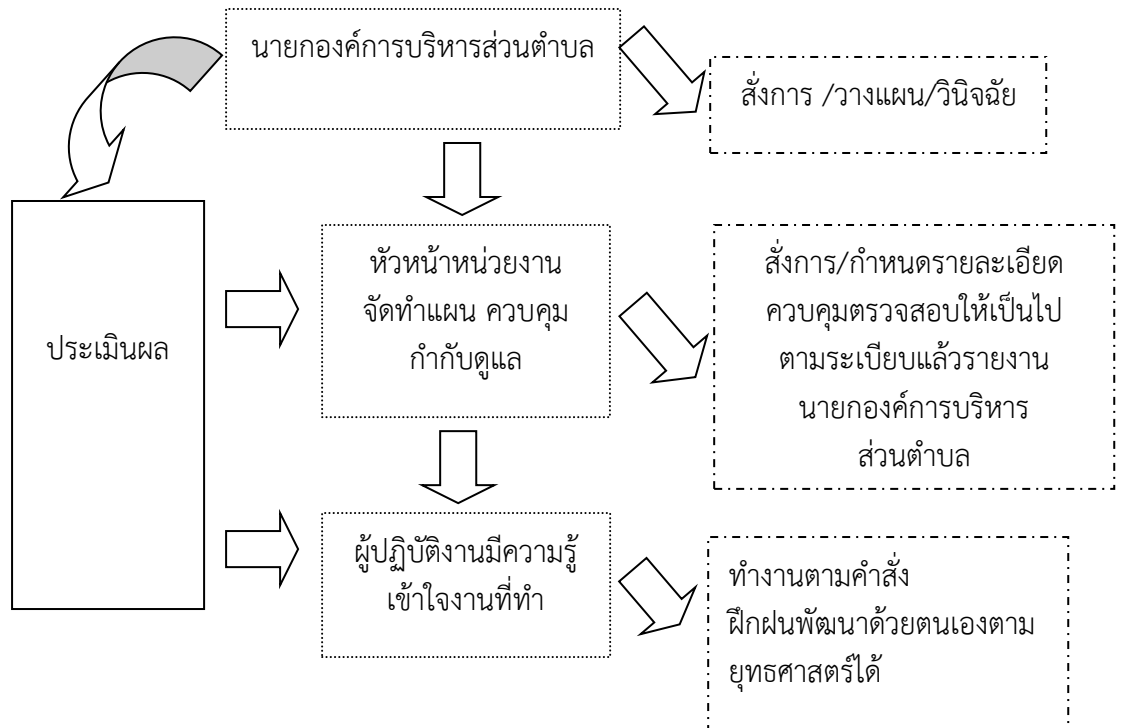 นายกองค์การบริหารส่วนตำบล
สั่งการ /วางแผน/วินิจฉัย
ประเมินผล
หัวหน้าหน่วยงาน
จัดทำแผน ควบคุม
กำกับดูแล
สั่งการ/กำหนดรายละเอียด
ควบคุมตรวจสอบให้เป็นไป
ตามระเบียบแล้วรายงาน
นายกองค์การบริหาร
ส่วนตำบล
ผู้ปฏิบัติงานมีความรู้
เข้าใจงานที่ทำ
ทำงานตามคำสั่ง
ฝึกฝนพัฒนาด้วยตนเองตาม
ยุทธศาสตร์ได้